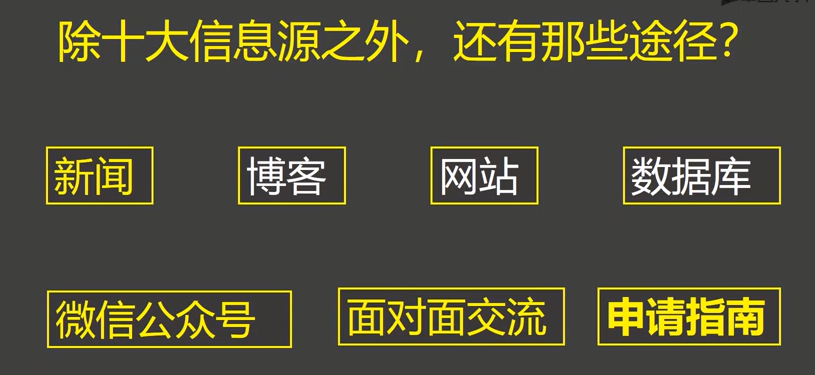 除十大信息源之外，还有那些途径？
新闻 博客 网站 数据库
微信公众号 面对面交流 申请指南